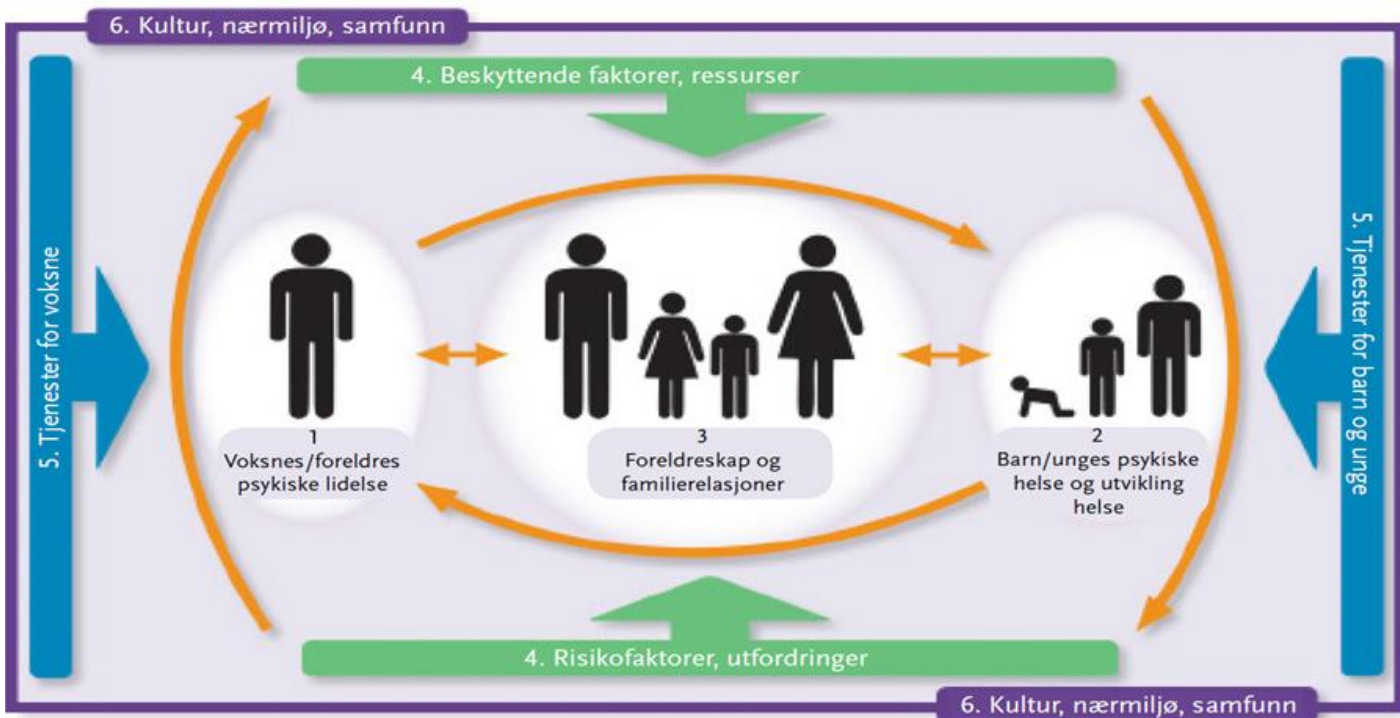 6. Kultur, nærmiljø, samfunn
4. Beskyttende faktorer, ressurser
5. Tjenester for voksne
1
Voksnes/foreldres
psykiske lidelse
3
Foreldreskap og
familierelasjoner
2
Barn/unges psykiske
helse og utvikling
helse
5. Tjenester for barn og unge
4. Risikofaktorer, utfordringer
6. Kultur, nærmiljø, samfunn